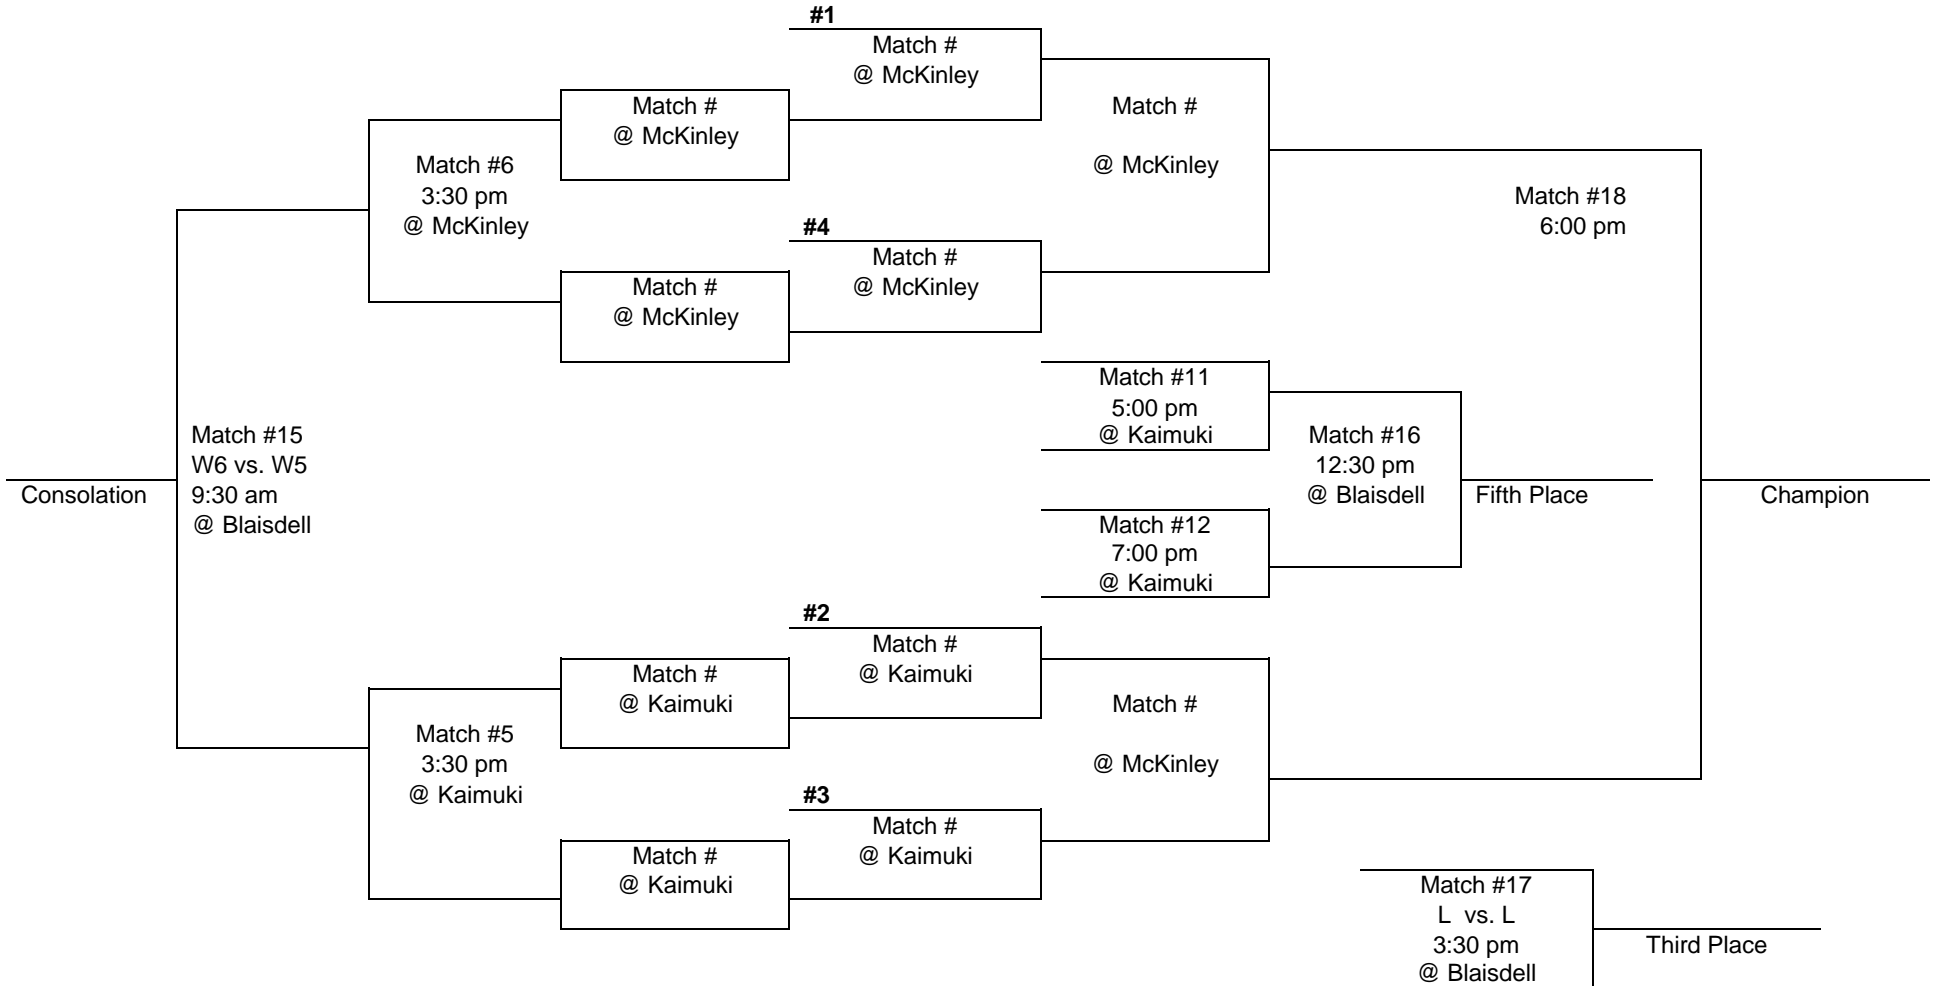 #1
Match #
@ McKinley
Match #
@ McKinley
Match #
@ McKinley
Match #6
3:30 pm
@ McKinley
Match #18
6:00 pm
#4
Match #
@ McKinley
Match #
@ McKinley
Match #11
5:00 pm
@ Kaimuki
Match #15
W6 vs. W5
9:30 am
@ Blaisdell
Match #16
12:30 pm
@ Blaisdell
Consolation
Fifth Place
Champion
Match #12
7:00 pm
@ Kaimuki
#2
Match #
@ Kaimuki
Match #
@ Kaimuki
Match #
@ McKinley
Match #5
3:30 pm
@ Kaimuki
#3
Match #
@ Kaimuki
Match #
@ Kaimuki
Match #17
L vs. L
3:30 pm
@ Blaisdell
Third Place